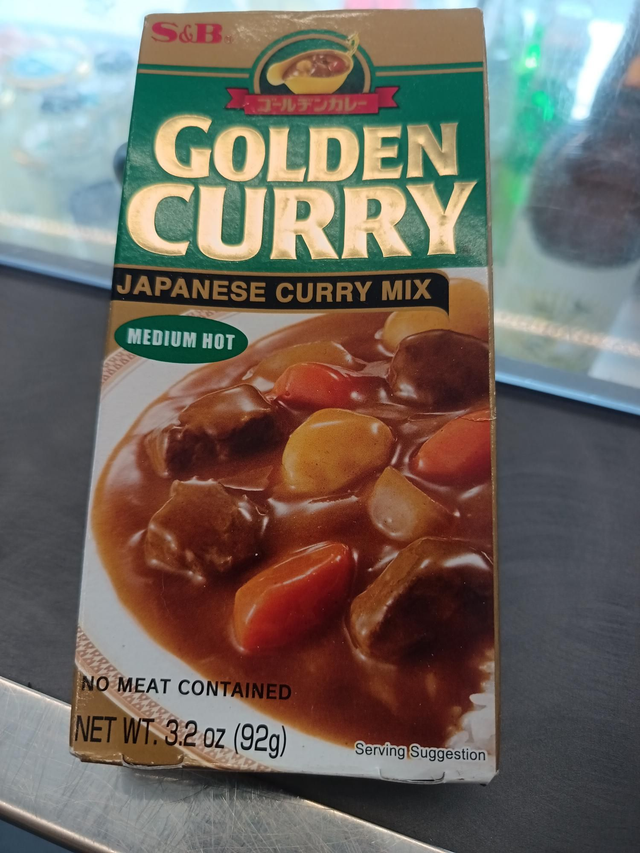 S&B
ゴールデンカレー
GOLDEN
CURRY
JAPANESE CURRY MIX
MEDIUM HOT
NO MEAT CONTAINED
NET WT. 3.2 oz (92g)
Serving Suggestion